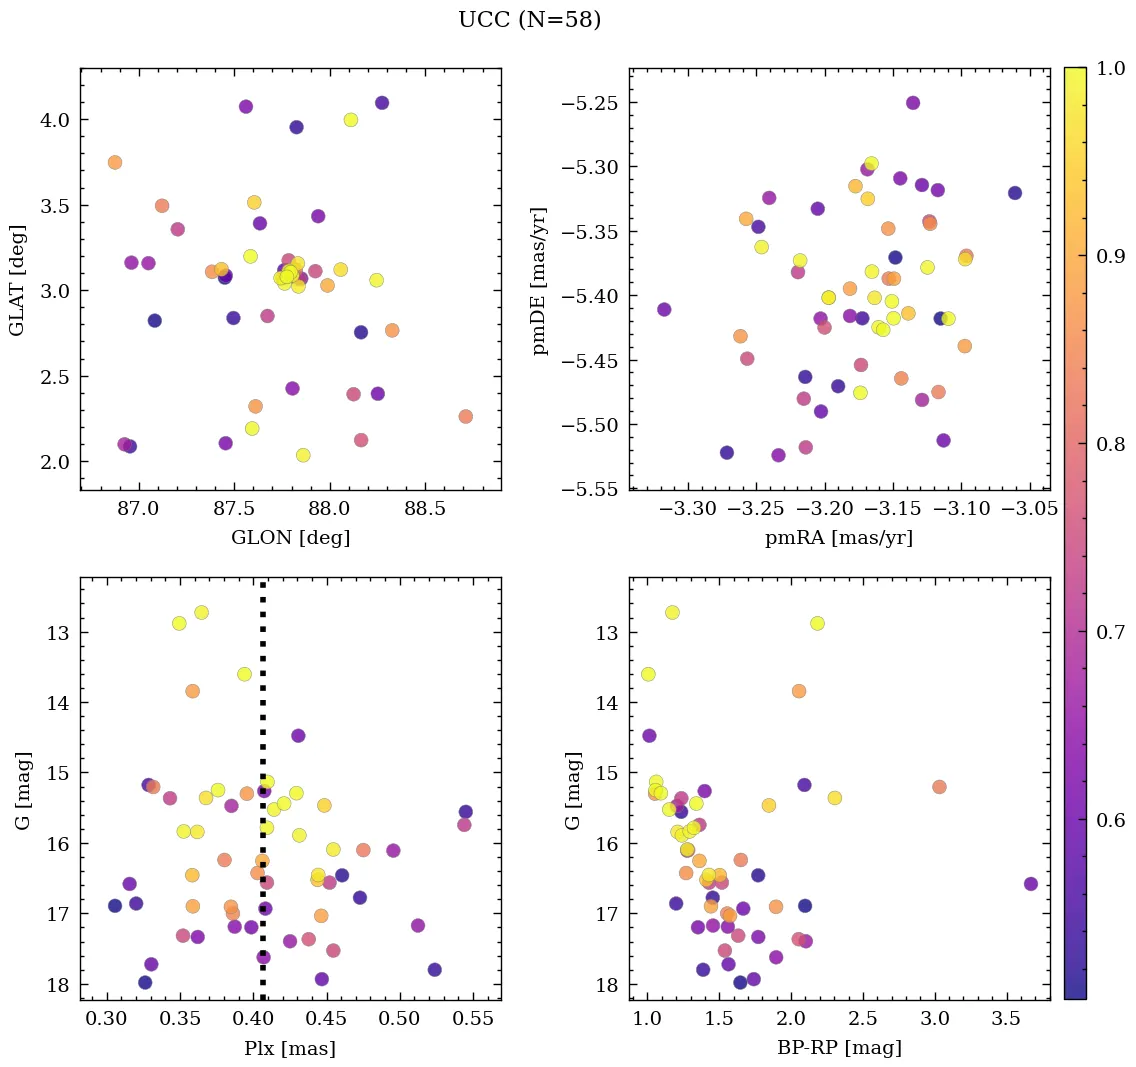 UCC (N=58)
4.0
3.5
3.0
2.5
2.0
GLAT [deg]
87.0 87.5 88.0 88.5
GLON [deg]
−5.25
−5.30
−5.35
−5.40
−5.45
−5.50
−5.55
pmDE [mas/yr]
−3.30 −3.25 −3.20 −3.15 −3.10 −3.05
pmRA [mas/yr]
1.0
0.9
0.8
0.7
0.6
13
14
15
16
17
18
G [mag]
0.30 0.35 0.40 0.45 0.50 0.55
Plx [mas]
13
14
15
16
17
18
G [mag]
1.0 1.5 2.0 2.5 3.0 3.5
BP-RP [mag]